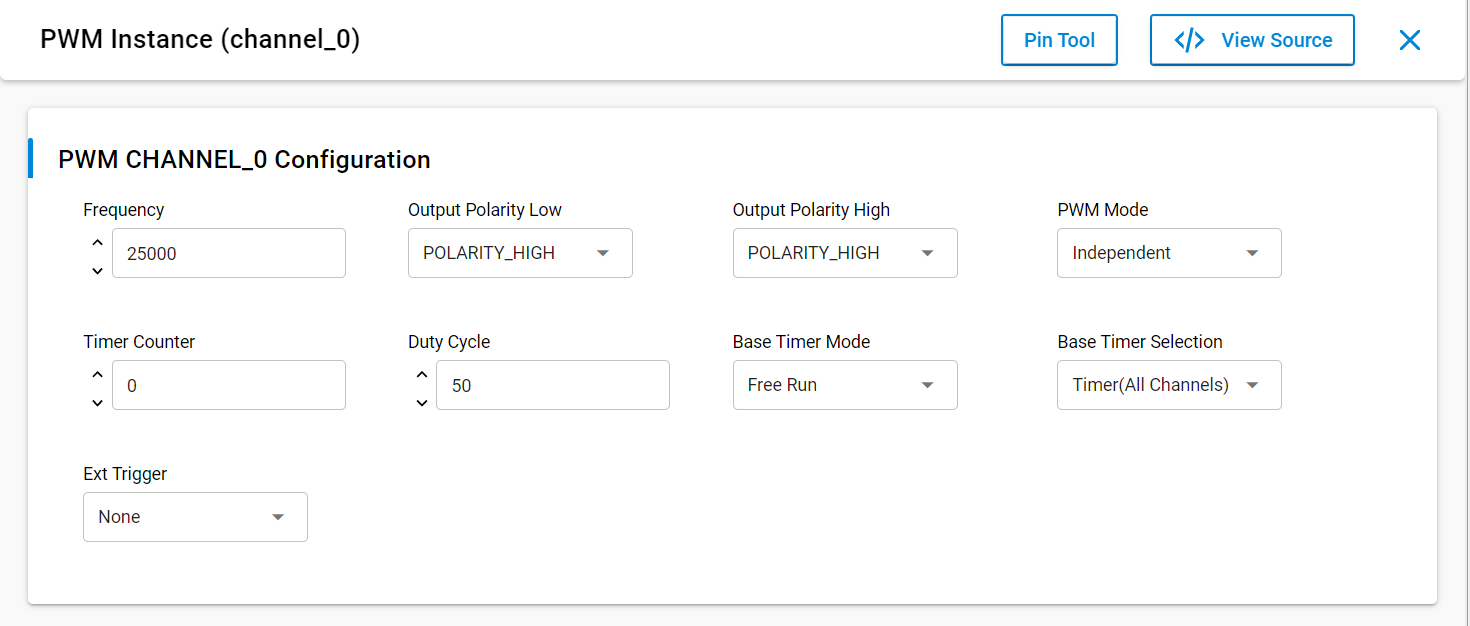 PWM Instance (channel_0)
Pin Tool
</> View Source
PWM CHANNEL_0 Configuration
Frequency
Output Polarity Low
Output Polarity High
PWM Mode
25000
POLARITY_HIGH
POLARITY_HIGH
Independent
Timer Counter
Duty Cycle
Base Timer Mode
Base Timer Selection
0
50
Free Run
Timer(All Channels)
Ext Trigger
None